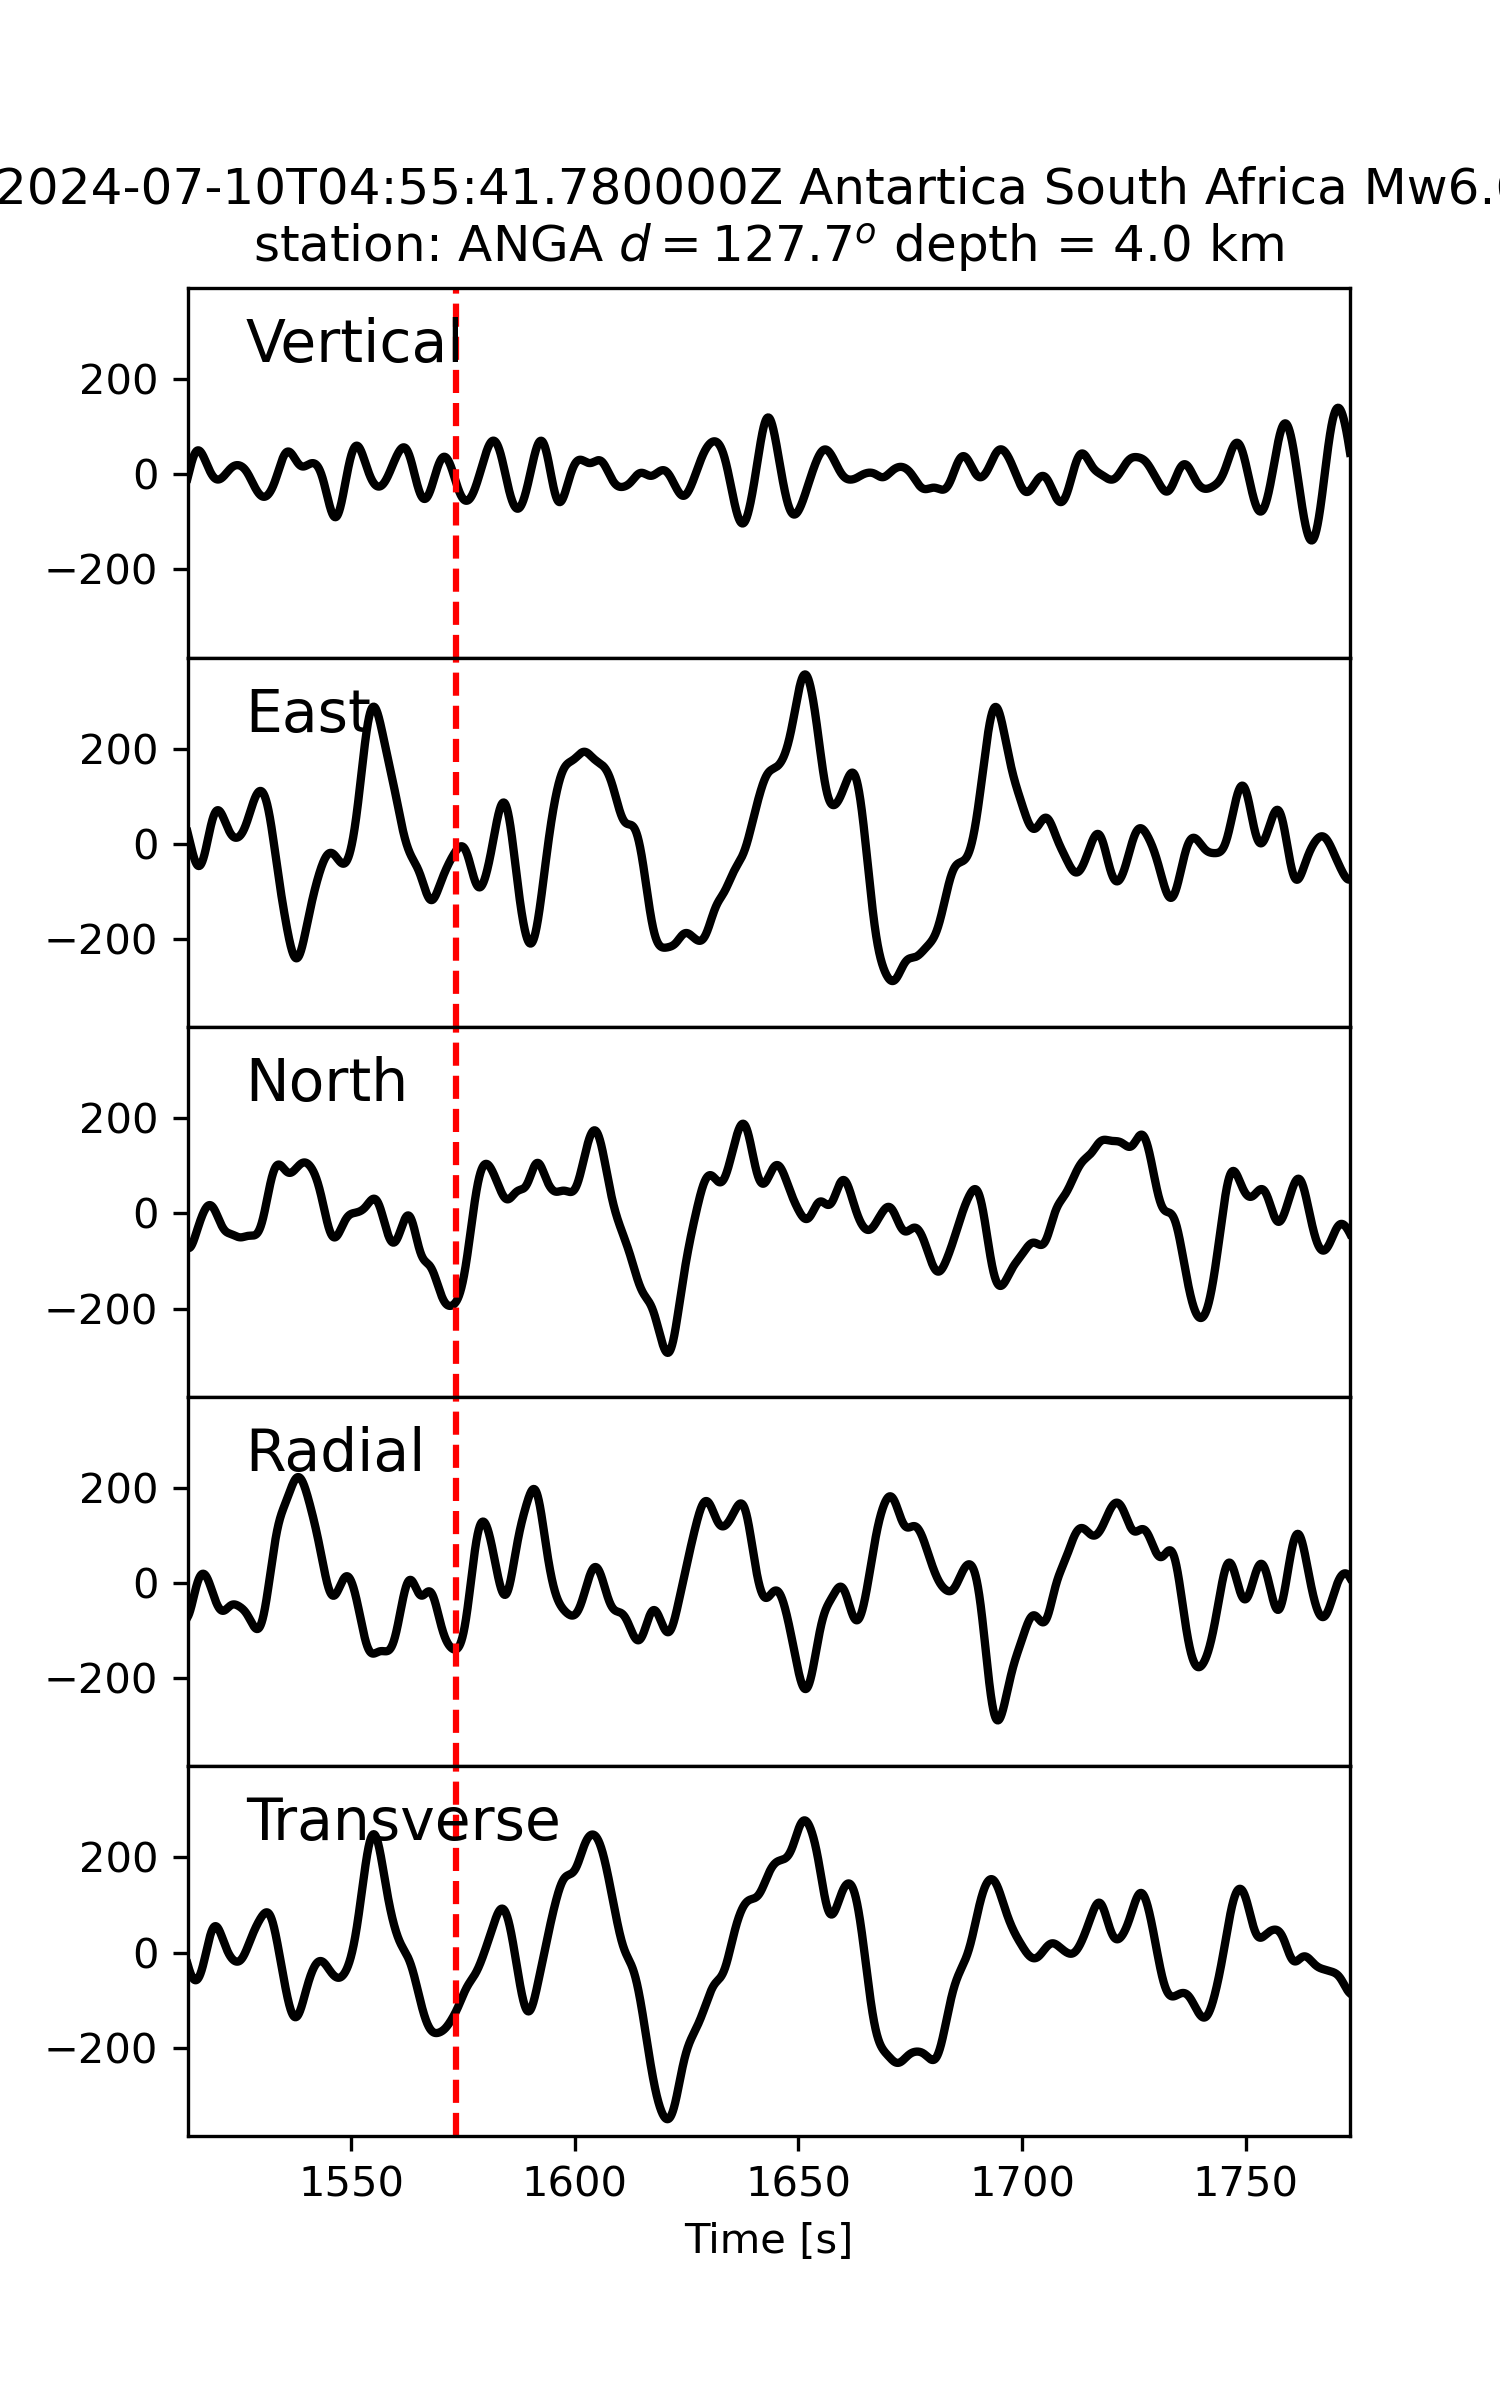 2024-07-10T04:55:41.780000Z Antartica South Africa Mw6.
station: ANGA d = 127.7° depth = 4.0 km
Vertical
200
0
−200
East
200
0
−200
North
200
0
−200
Radial
200
0
−200
Transverse
200
0
−200
1550 1600 1650 1700 1750
Time [s]